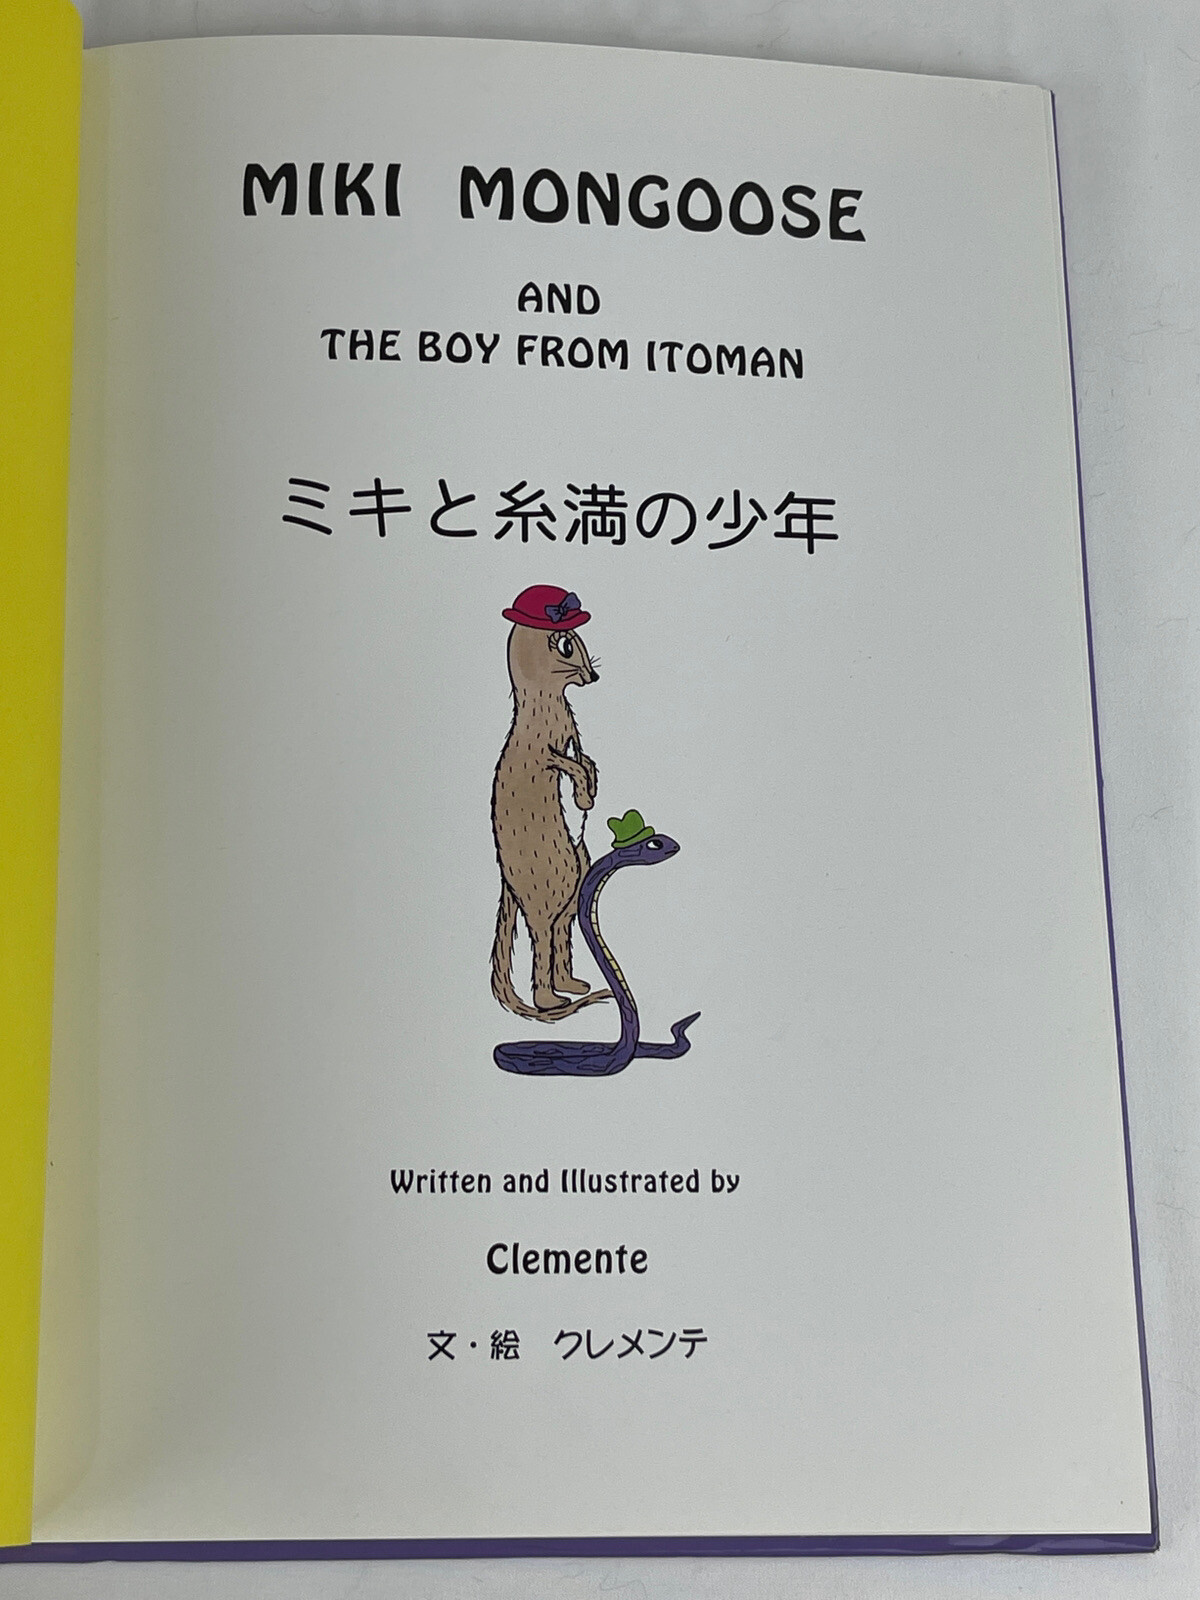 MIKI MONGOOSE
AND
THE BOY FROM ITOMAN
ミキと糸満の少年
Written and Illustrated by
Clemente
文・絵　クレメンテ